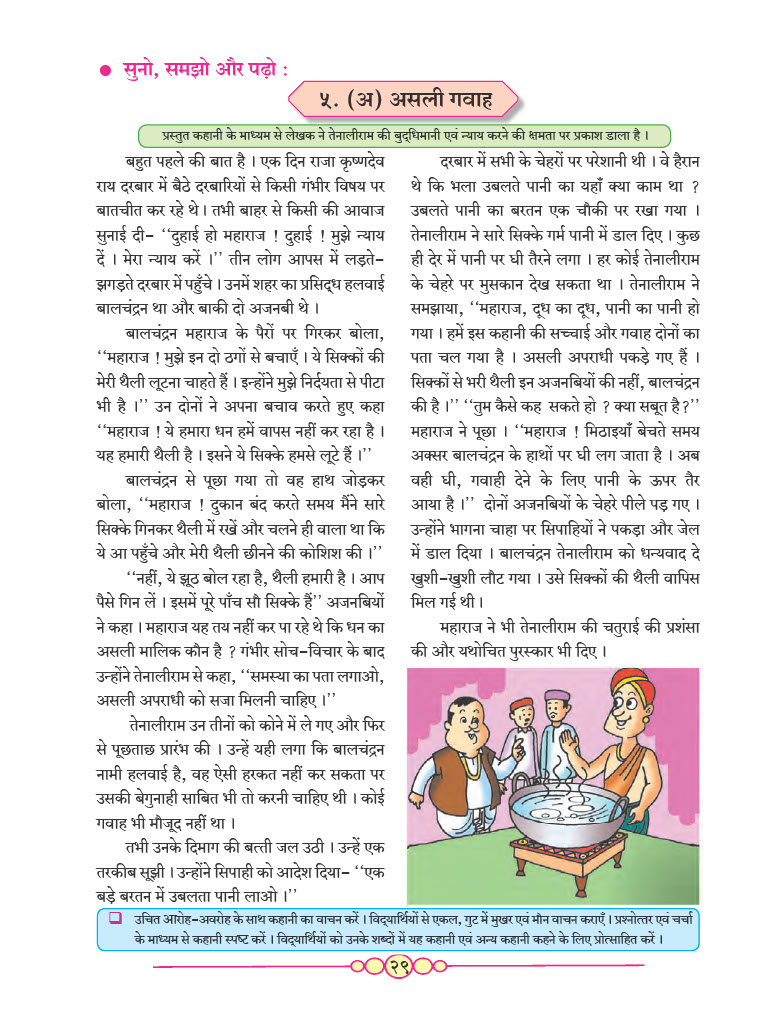 ● सुनो, समझो और पढ़ो :
५. (अ) असली गवाह
प्रस्तुत कहानी के माध्यम से लेखक ने तेनालीराम की बुद्‌धिमानी एवं न्याय करने की क्षमता पर प्रकाश डाला है ।
बहुत पहले की बात है । एक दिन राजा कृष्णदेव
राय दरबार में बैठे दरबारियों से किसी गंभीर विषय पर
बातचीत कर रहे थे । तभी बाहर से किसी की आवाज
सुनाई दी- ‘‘दुहाई हो महाराज ! दुहाई ! मुझे न्याय
दें । मेरा न्याय करें ।’’ तीन लोग आपस में लड़ते-
झगड़ते दरबार में पहुँचे । उनमें शहर का प्रसिद्‌ध हलवाई
बालचंद्रन था और बाकी दो अजनबी थे ।
बालचंद्रन महाराज के पैरों पर गिरकर बोला,
‘‘महाराज ! मुझे इन दो ठगों से बचाएँ । ये सिक्कों की
मेरी थैली लूटना चाहते हैं । इन्होंने मुझे निर्दयता से पीटा
भी है ।’’ उन दोनों ने अपना बचाव करते हुए कहा
‘‘महाराज ! ये हमारा धन हमें वापस नहीं कर रहा है ।
यह हमारी थैली है । इसने ये सिक्के हमसे लूटे हैं ।’’
बालचंद्रन से पूछा गया तो वह हाथ जोड़कर
बोला, ‘‘महाराज ! दुकान बंद करते समय मैंने सारे
सिक्के गिनकर थैली में रखें और चलने ही वाला था कि
ये आ पहुँचे और मेरी थैली छीनने की कोशिश की ।’’
‘‘नहीं, ये झूठ बोल रहा है, थैली हमारी है । आप
पैसे गिन लें । इसमें पूरे पाँच सौ सिक्के हैं’’ अजनबियों
ने कहा । महाराज यह तय नहीं कर पा रहे थे कि धन का
असली मालिक कौन है ? गंभीर सोच-विचार के बाद
उन्होंने तेनालीराम से कहा, ‘‘समस्या का पता लगाओ,
असली अपराधी को सजा मिलनी चाहिए ।’’
तेनालीराम उन तीनों को कोने में ले गए और फिर
से पूछताछ प्रारंभ की । उन्हें यही लगा कि बालचंद्रन
नामी हलवाई है, वह ऐसी हरकत नहीं कर सकता पर
उसकी बेगुनाही साबित भी तो करनी चाहिए थी । कोई
गवाह भी मौजूद नहीं था ।
तभी उनके दिमाग की बत्ती जल उठी । उन्हें एक
तरकीब सूझी । उन्होंने सिपाही को आदेश दिया- ‘‘एक
बड़े बरतन में उबलता पानी लाओ ।’’
दरबार में सभी के चेहरों पर परेशानी थी । वे हैरान
थे कि भला उबलते पानी का यहाँ क्या काम था ?
उबलते पानी का बरतन एक चौकी पर रखा गया ।
तेनालीराम ने सारे सिक्के गर्म पानी में डाल दिए । कुछ
ही देर में पानी पर घी तैरने लगा । हर कोई तेनालीराम
के चेहरे पर मुसकान देख सकता था । तेनालीराम ने
समझाया, ‘‘महाराज, दूध का दूध, पानी का पानी हो
गया । हमें इस कहानी की सच्चाई और गवाह दोनों का
पता चल गया है । असली अपराधी पकड़े गए हैं ।
सिक्कों से भरी थैली इन अजनबियों की नहीं, बालचंद्रन
की है ।’’ ‘‘तुम कैसे कह सकते हो ? क्या सबूत है ?’’
महाराज ने पूछा । ‘‘महाराज ! मिठाइयाँ बेचते समय
अक्सर बालचंद्रन के हाथों पर घी लग जाता है । अब
वही घी, गवाही देने के लिए पानी के ऊपर तैर
आया है ।’’ दोनों अजनबियों के चेहरे पीले पड़ गए ।
उन्होंने भागना चाहा पर सिपाहियों ने पकड़ा और जेल
में डाल दिया । बालचंद्रन तेनालीराम को धन्यवाद दे
खुशी-खुशी लौट गया । उसे सिक्कों की थैली वापिस
मिल गई थी ।
महाराज ने भी तेनालीराम की चतुराई की प्रशंसा
की और यथोचित पुरस्कार भी दिए ।
❑ उचित आरोह-अवरोह के साथ कहानी का वाचन करें । विद्‌यार्थियों से एकल, गुट में मुखर एवं मौन वाचन कराएँ । प्रश्नोत्तर एवं चर्चा
के माध्यम से कहानी स्पष्ट करें । विद्‌यार्थियों को उनके शब्दों में यह कहानी एवं अन्य कहानी कहने के लिए प्रोत्साहित करें ।
२९